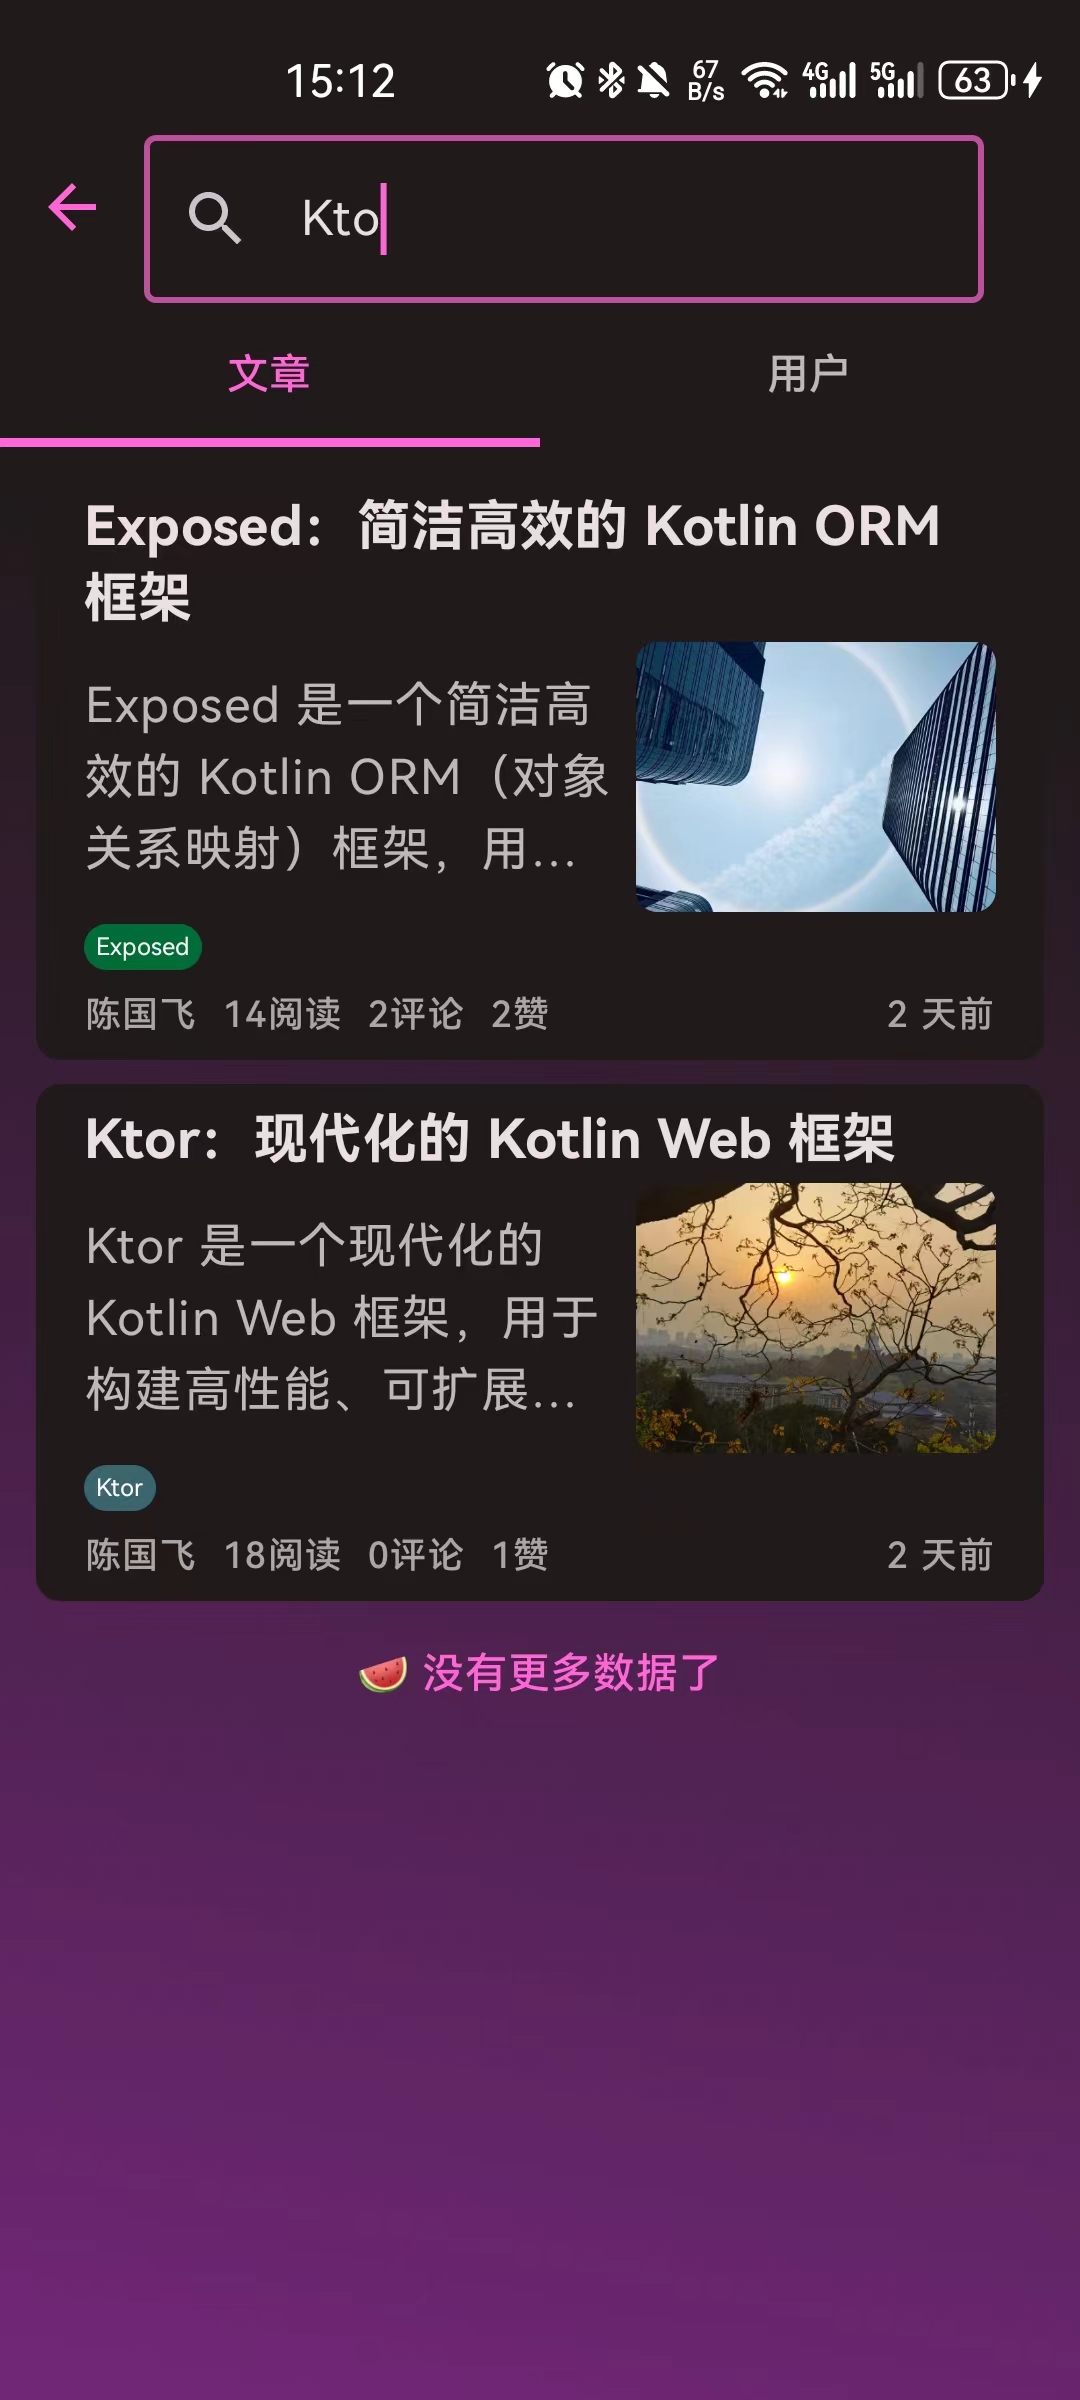 15:12 67 B/s 4G 5G 63
Kto
文章 用户
Exposed：简洁高效的 Kotlin ORM
框架
Exposed 是一个简洁高
效的 Kotlin ORM（对象
关系映射）框架，用...
Exposed
陈国飞 14阅读 2评论 2赞 2 天前
Ktor：现代化的 Kotlin Web 框架
Ktor 是一个现代化的
Kotlin Web 框架，用于
构建高性能、可扩展...
Ktor
陈国飞 18阅读 0评论 1赞 2 天前
🍉 没有更多数据了